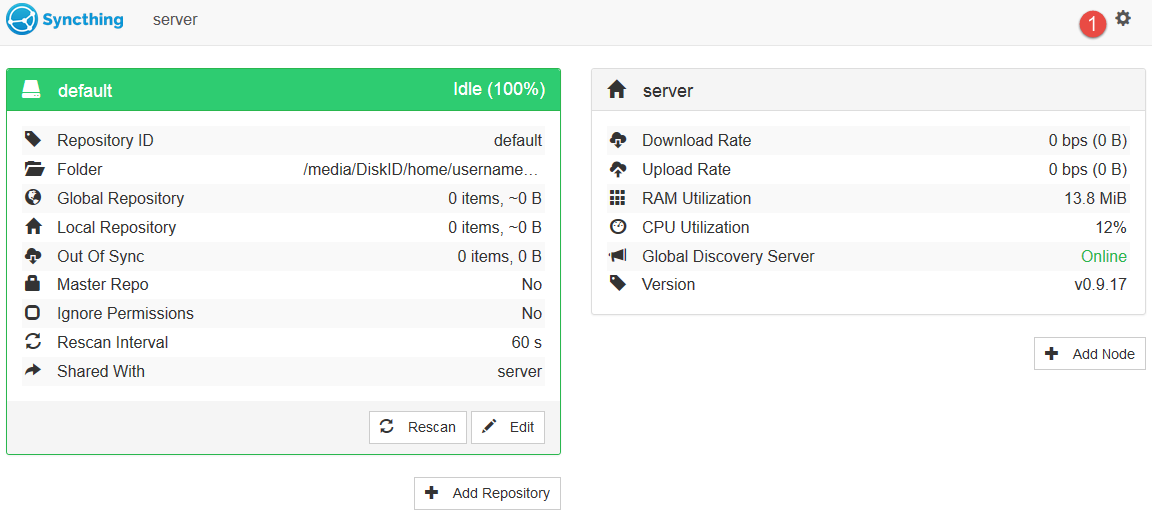 Syncthing server 1
default Idle (100%)
Repository ID default
Folder /media/DiskID/home/username...
Global Repository 0 items, ~0 B
Local Repository 0 items, ~0 B
Out Of Sync 0 items, 0 B
Master Repo No
Ignore Permissions No
Rescan Interval 60 s
Shared With server
Rescan Edit
Add Repository
server
Download Rate 0 bps (0 B)
Upload Rate 0 bps (0 B)
RAM Utilization 13.8 MiB
CPU Utilization 12%
Global Discovery Server Online
Version v0.9.17
Add Node